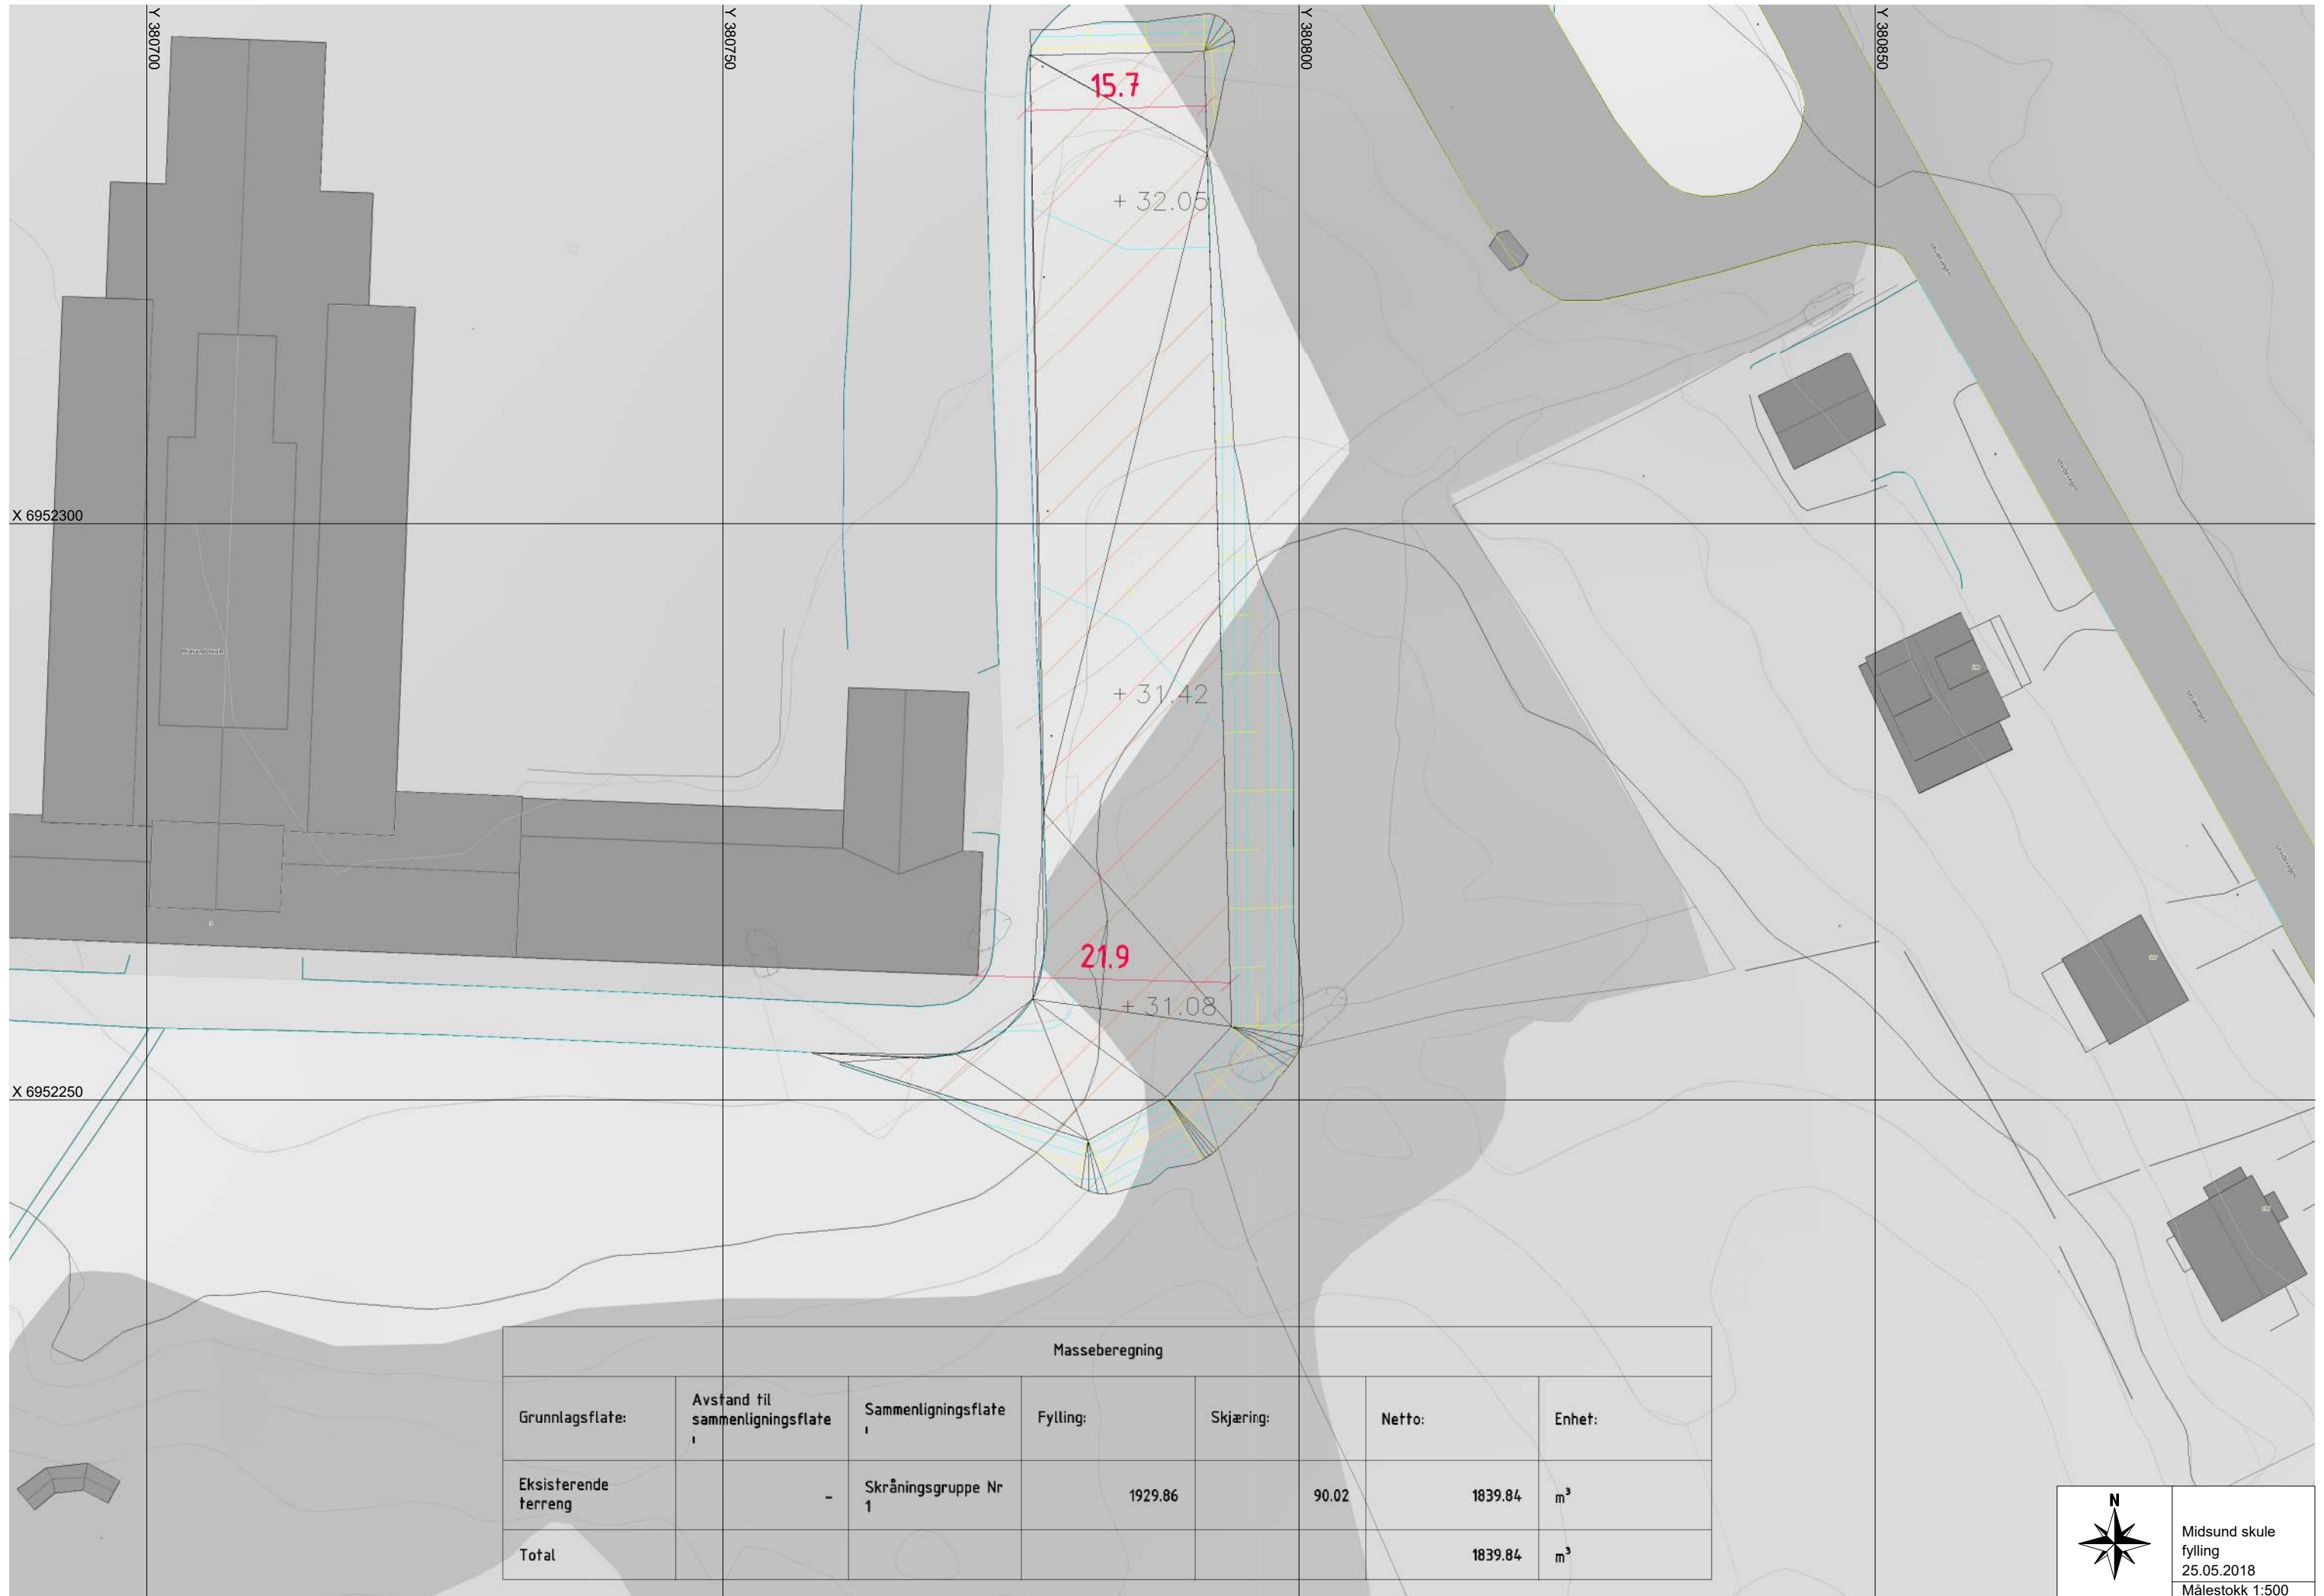 Y 380700
Y 380750
Y 380800
Y 380850
15.7
+ 32.05
X 6952300
+ 31.42
21.9
+ 31.08
X 6952250
Masseberegning
Grunnlagsflate:
Avstand til
sammenligningsflate
Sammenligningsflate
Fylling:
Skjæring:
Netto:
Enhet:
Eksisterende
terreng
-
Skråningsgruppe Nr
1
1929.86
90.02
1839.84
m³
Total
1839.84
m³
N
Midsund skule
fylling
25.05.2018
Målestokk 1:500